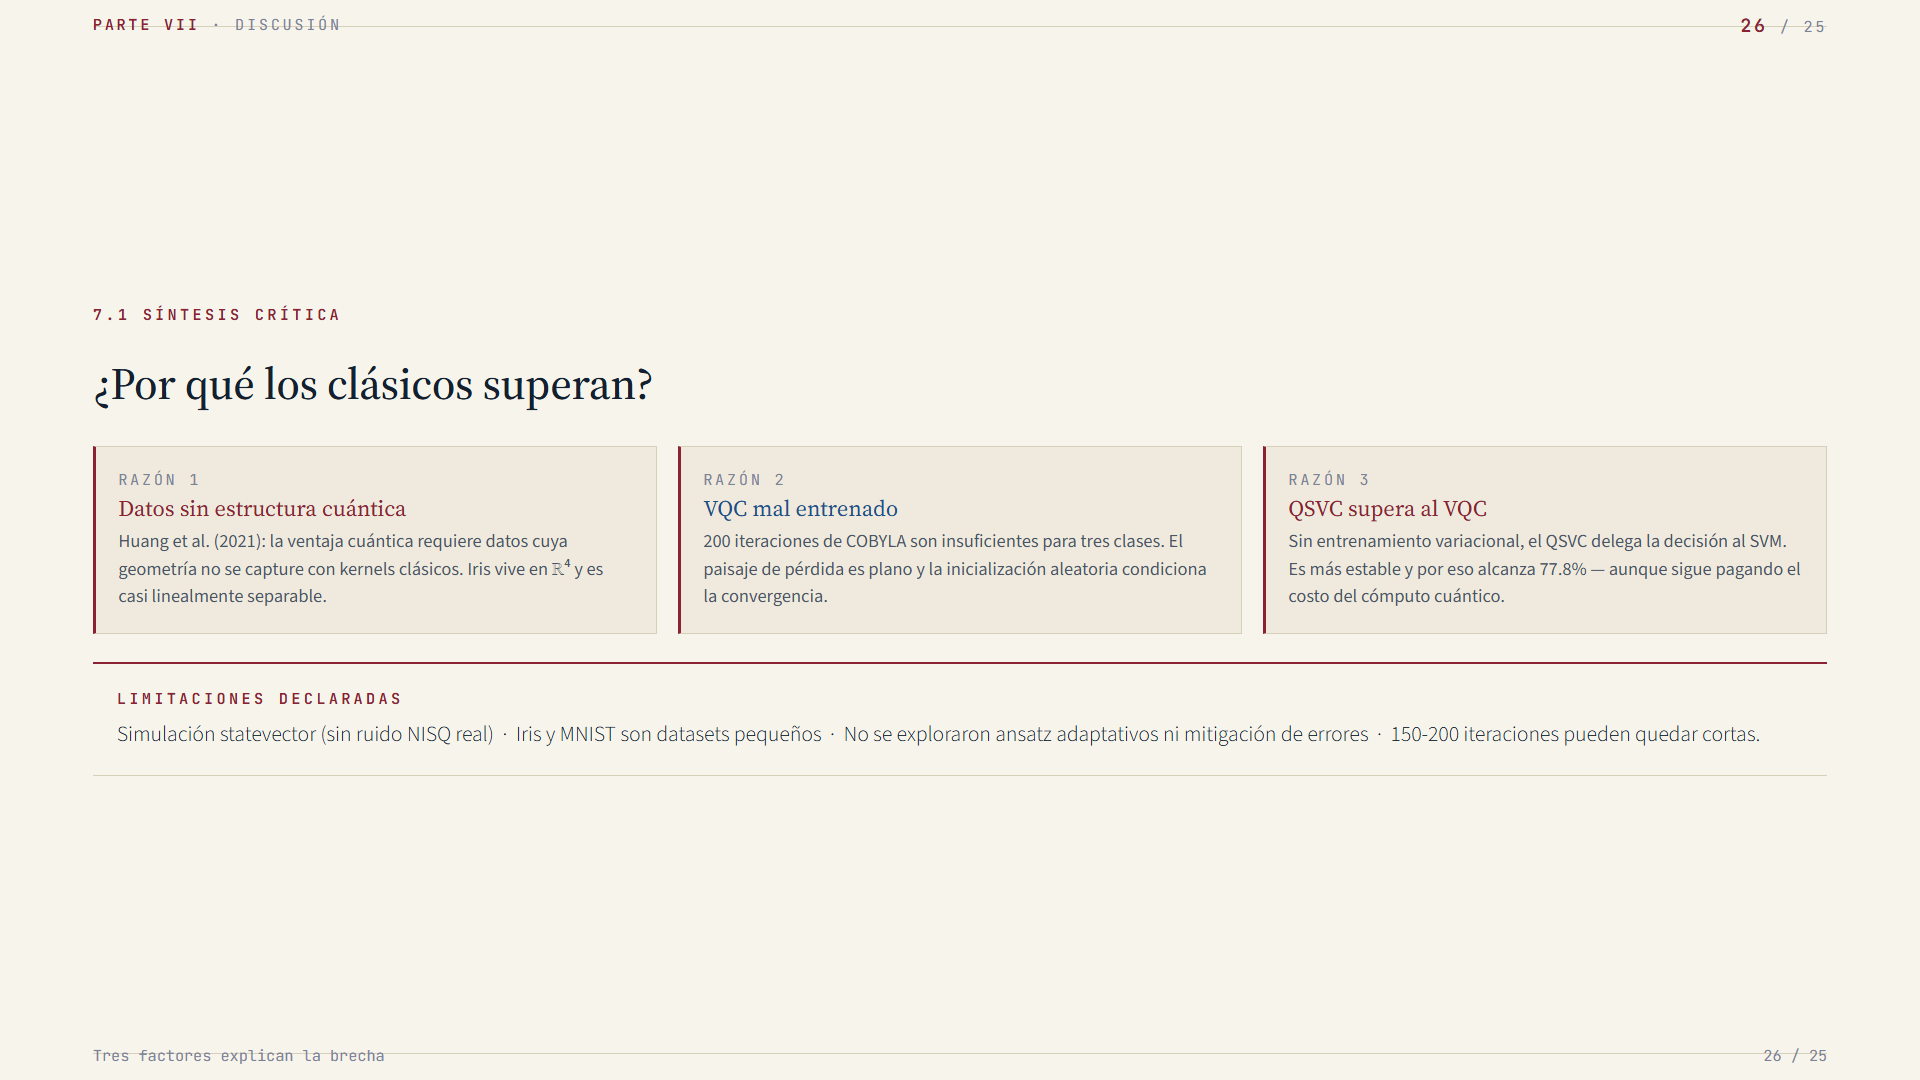 PARTE VII · DISCUSIÓN
26 / 25
7.1 SÍNTESIS CRÍTICA
¿Por qué los clásicos superan?
RAZÓN 1
Datos sin estructura cuántica
Huang et al. (2021): la ventaja cuántica requiere datos cuya
geometría no se capture con kernels clásicos. Iris vive en ℝ⁴ y es
casi linealmente separable.
RAZÓN 2
VQC mal entrenado
200 iteraciones de COBYLA son insuficientes para tres clases. El
paisaje de pérdida es plano y la inicialización aleatoria condiciona
la convergencia.
RAZÓN 3
QSVC supera al VQC
Sin entrenamiento variacional, el QSVC delega la decisión al SVM.
Es más estable y por eso alcanza 77.8% — aunque sigue pagando el
costo del cómputo cuántico.
LIMITACIONES DECLARADAS
Simulación statevector (sin ruido NISQ real) · Iris y MNIST son datasets pequeños · No se exploraron ansatz adaptativos ni mitigación de errores · 150-200 iteraciones pueden quedar cortas.
Tres factores explican la brecha
26 / 25